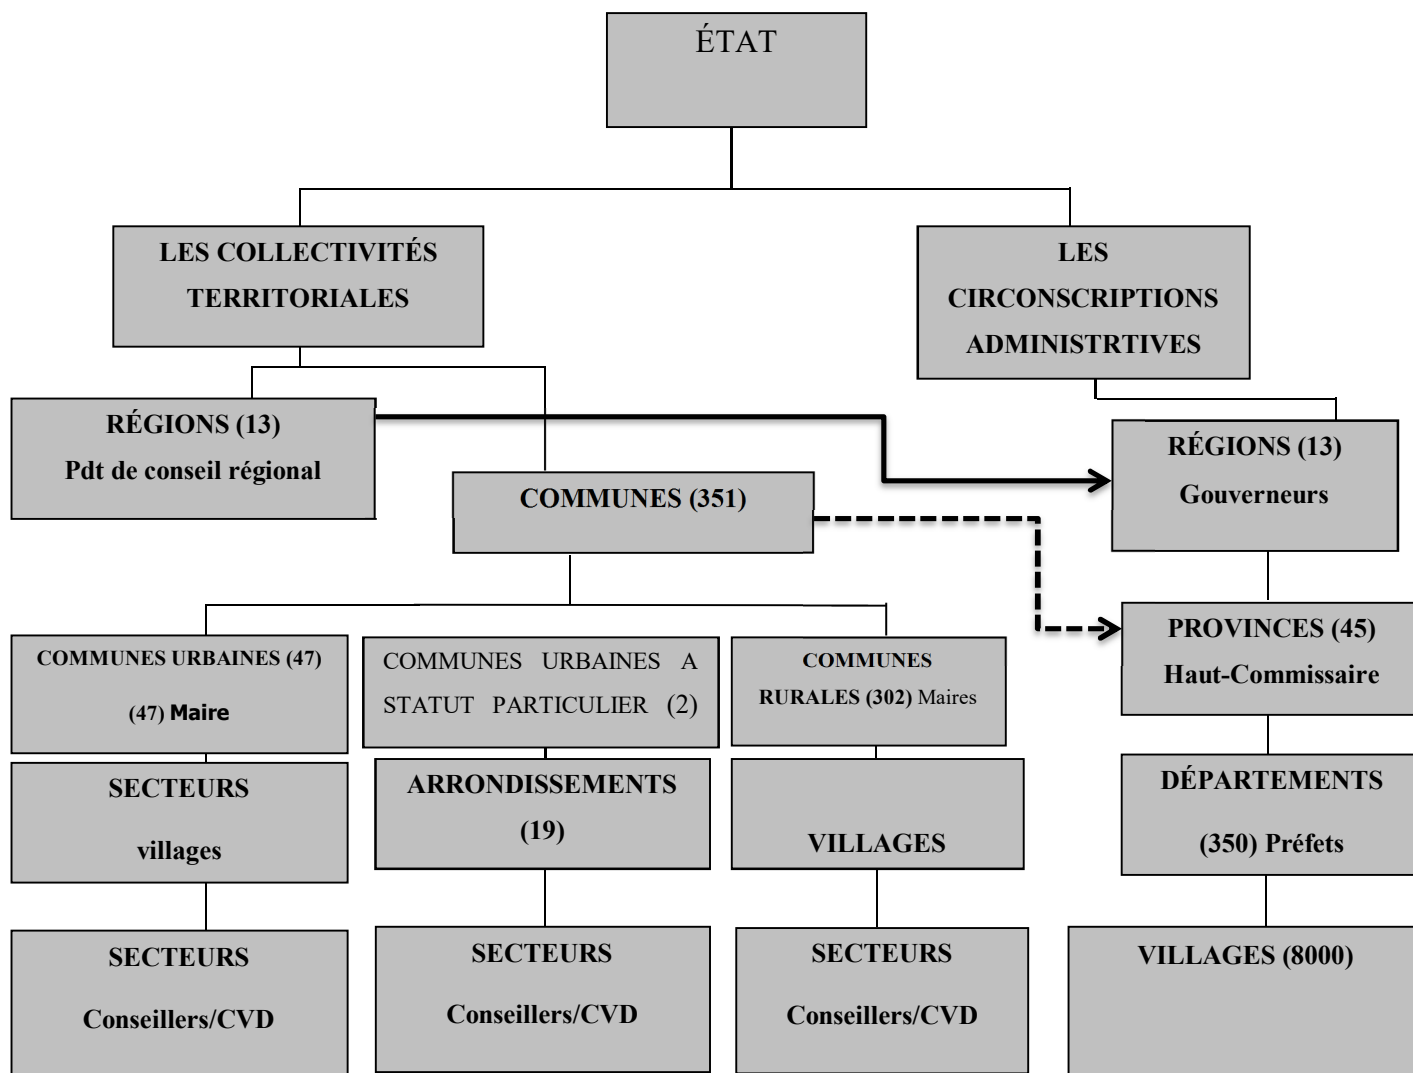 ÉTAT
LES COLLECTIVITÉS
TERRITORIALES
LES
CIRCONSCRIPTIONS
ADMINISTRTIVES
RÉGIONS (13)
Pdt de conseil régional
RÉGIONS (13)
Gouverneurs
COMMUNES (351)
PROVINCES (45)
Haut-Commissaire
COMMUNES URBAINES (47)
(47) Maire
COMMUNES URBAINES A
STATUT PARTICULIER (2)
COMMUNES
RURALES (302) Maires
SECTEURS
villages
ARRONDISSEMENTS
(19)
VILLAGES
DÉPARTEMENTS
(350) Préfets
SECTEURS
Conseillers/CVD
SECTEURS
Conseillers/CVD
SECTEURS
Conseillers/CVD
VILLAGES (8000)